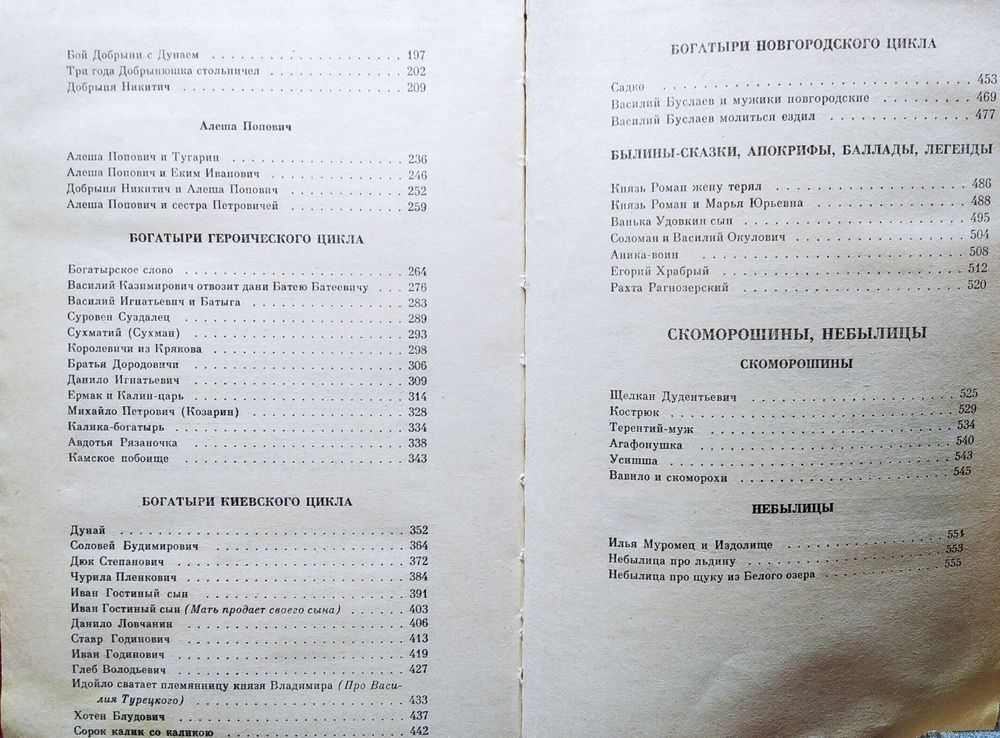 Бой Добрыни с Дунаем . . . . . . . . . . . . . . 197
Три года Добрынюшка стольничел . . . . . . . . . . 202
Добрыня Никитич . . . . . . . . . . . . . . . . 209
Алеша Попович
Алеша Попович и Тугарин . . . . . . . . . . . . . 236
Алеша Попович и Еким Иванович . . . . . . . . . . 246
Добрыня Никитич и Алеша Попович . . . . . . . . . 252
Алеша Попович и сестра Петровичей . . . . . . . . . 259
БОГАТЫРИ ГЕРОИЧЕСКОГО ЦИКЛА
Богатырское слово . . . . . . . . . . . . . . . . 264
Василий Казимирович отвозит дани Батею Батеевичу . . . 276
Василий Игнатьевич и Батыга . . . . . . . . . . . . 283
Суровен Суздалец . . . . . . . . . . . . . . . . 289
Сухматий (Сухман) . . . . . . . . . . . . . . . . 293
Королевичи из Крякова . . . . . . . . . . . . . . 298
Братья Дородовичи . . . . . . . . . . . . . . . . 306
Данило Игнатьевич . . . . . . . . . . . . . . . . 309
Ермак и Калин-царь . . . . . . . . . . . . . . . 314
Михайло Петрович (Козарин) . . . . . . . . . . . . 328
Калика-богатырь . . . . . . . . . . . . . . . . . 334
Авдотья Рязаночка . . . . . . . . . . . . . . . . 338
Камское побоище . . . . . . . . . . . . . . . . 343
БОГАТЫРИ КИЕВСКОГО ЦИКЛА
Дунай . . . . . . . . . . . . . . . . . . . . . 352
Соловей Будимирович . . . . . . . . . . . . . . . 364
Дюк Степанович . . . . . . . . . . . . . . . . . 372
Чурила Пленкович . . . . . . . . . . . . . . . . 384
Иван Гостиный сын . . . . . . . . . . . . . . . . 391
Иван Гостиный сын (Мать продает своего сына) . . . . . 403
Данило Ловчанин . . . . . . . . . . . . . . . . 406
Ставр Годинович . . . . . . . . . . . . . . . . . 413
Иван Годинович . . . . . . . . . . . . . . . . . 419
Глеб Володьевич . . . . . . . . . . . . . . . . . 427
Идойло сватает племянницу князя Владимира (Про Васи-
лия Турецкого) . . . . . . . . . . . . . . . . 433
Хотен Блудович . . . . . . . . . . . . . . . . . 437
Сорок калик со каликою . . . . . . . . . . . . . . 442
БОГАТЫРИ НОВГОРОДСКОГО ЦИКЛА
Садко . . . . . . . . . . . . . . . . . . . . . 453
Василий Буслаев и мужики новгородские . . . . . . . . 469
Василий Буслаев молиться ездил . . . . . . . . . . . 477
БЫЛИНЫ-СКАЗКИ, АПОКРИФЫ, БАЛЛАДЫ, ЛЕГЕНДЫ
Князь Роман жену терял . . . . . . . . . . . . . . 486
Князь Роман и Марья Юрьевна . . . . . . . . . . . 488
Ванька Удовкин сын . . . . . . . . . . . . . . . . 495
Соломан и Василий Окулович . . . . . . . . . . . . 504
Аника-воин . . . . . . . . . . . . . . . . . . . 508
Егорий Храбрый . . . . . . . . . . . . . . . . . 512
Рахта Рагнозерский . . . . . . . . . . . . . . . . 520
СКОМОРОШИНЫ, НЕБЫЛИЦЫ
СКОМОРОШИНЫ
Щелкан Дудентьевич . . . . . . . . . . . . . . . 525
Кострюк . . . . . . . . . . . . . . . . . . . . 529
Терентий-муж . . . . . . . . . . . . . . . . . . 534
Агафонушка . . . . . . . . . . . . . . . . . . . 540
Усишша . . . . . . . . . . . . . . . . . . . . . 543
Вавило и скоморохи . . . . . . . . . . . . . . . . 545
НЕБЫЛИЦЫ
Илья Муромец и Издолище . . . . . . . . . . . . . 551
Небылица про льдину . . . . . . . . . . . . . . . 553
Небылица про щуку из Белого озера . . . . . . . . . 555